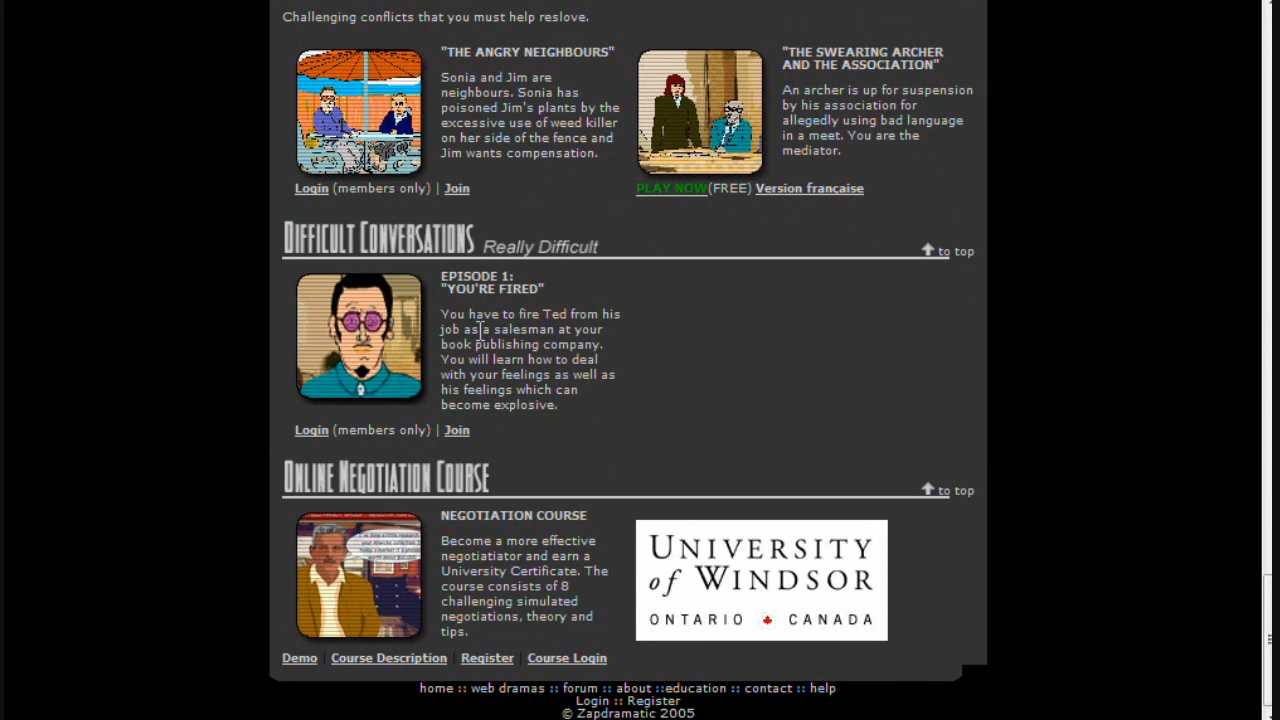 Challenging conflicts that you must help reslove.
"THE ANGRY NEIGHBOURS"
Sonia and Jim are
neighbours. Sonia has
poisoned Jim's plants by the
excessive use of weed killer
on her side of the fence and
Jim wants compensation.
Login (members only) | Join
"THE SWEARING ARCHER
AND THE ASSOCIATION"
An archer is up for suspension
by his association for
allegedly using bad language
in a meet. You are the
mediator.
PLAY NOW(FREE) Version française
DIFFICULT CONVERSATIONS Really Difficult
to top
EPISODE 1:
"YOU'RE FIRED"
You have to fire Ted from his
job as a salesman at your
book publishing company.
You will learn how to deal
with your feelings as well as
his feelings which can
become explosive.
Login (members only) | Join
ONLINE NEGOTIATION COURSE
to top
NEGOTIATION COURSE
Become a more effective
negotiatiator and earn a
University Certificate. The
course consists of 8
challenging simulated
negotiations, theory and
tips.
UNIVERSITY
of WINDSOR
ONTARIO CANADA
Demo | Course Description | Register | Course Login
home :: web dramas :: forum :: about ::education :: contact :: help
Login :: Register
© Zapdramatic 2005